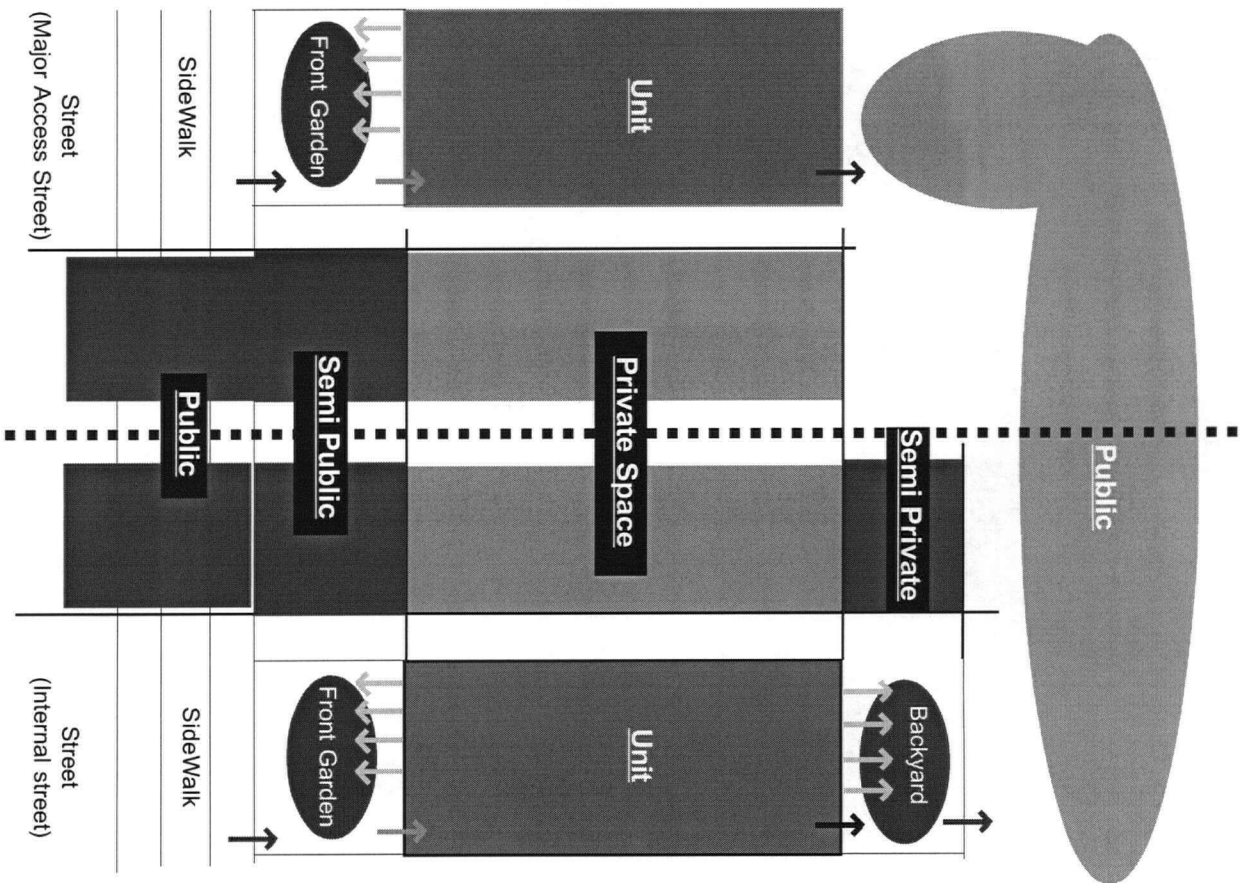 Street
(Major Access Street)
SideWalk
Front Garden
Unit
Public
Semi Public
Private Space
Semi Private
Public
Street
(Internal street)
SideWalk
Front Garden
Unit
Backyard